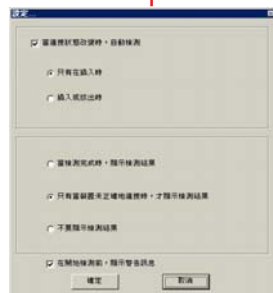 設定...
當連接狀態改變時，自動檢測
只有在插入時
插入或拔出時
當檢測完成時，顯示檢測結果
只有當裝置未正確地連接時，才顯示檢測結果
不要顯示檢測結果
在開始檢測前，顯示警告訊息
確定
取消